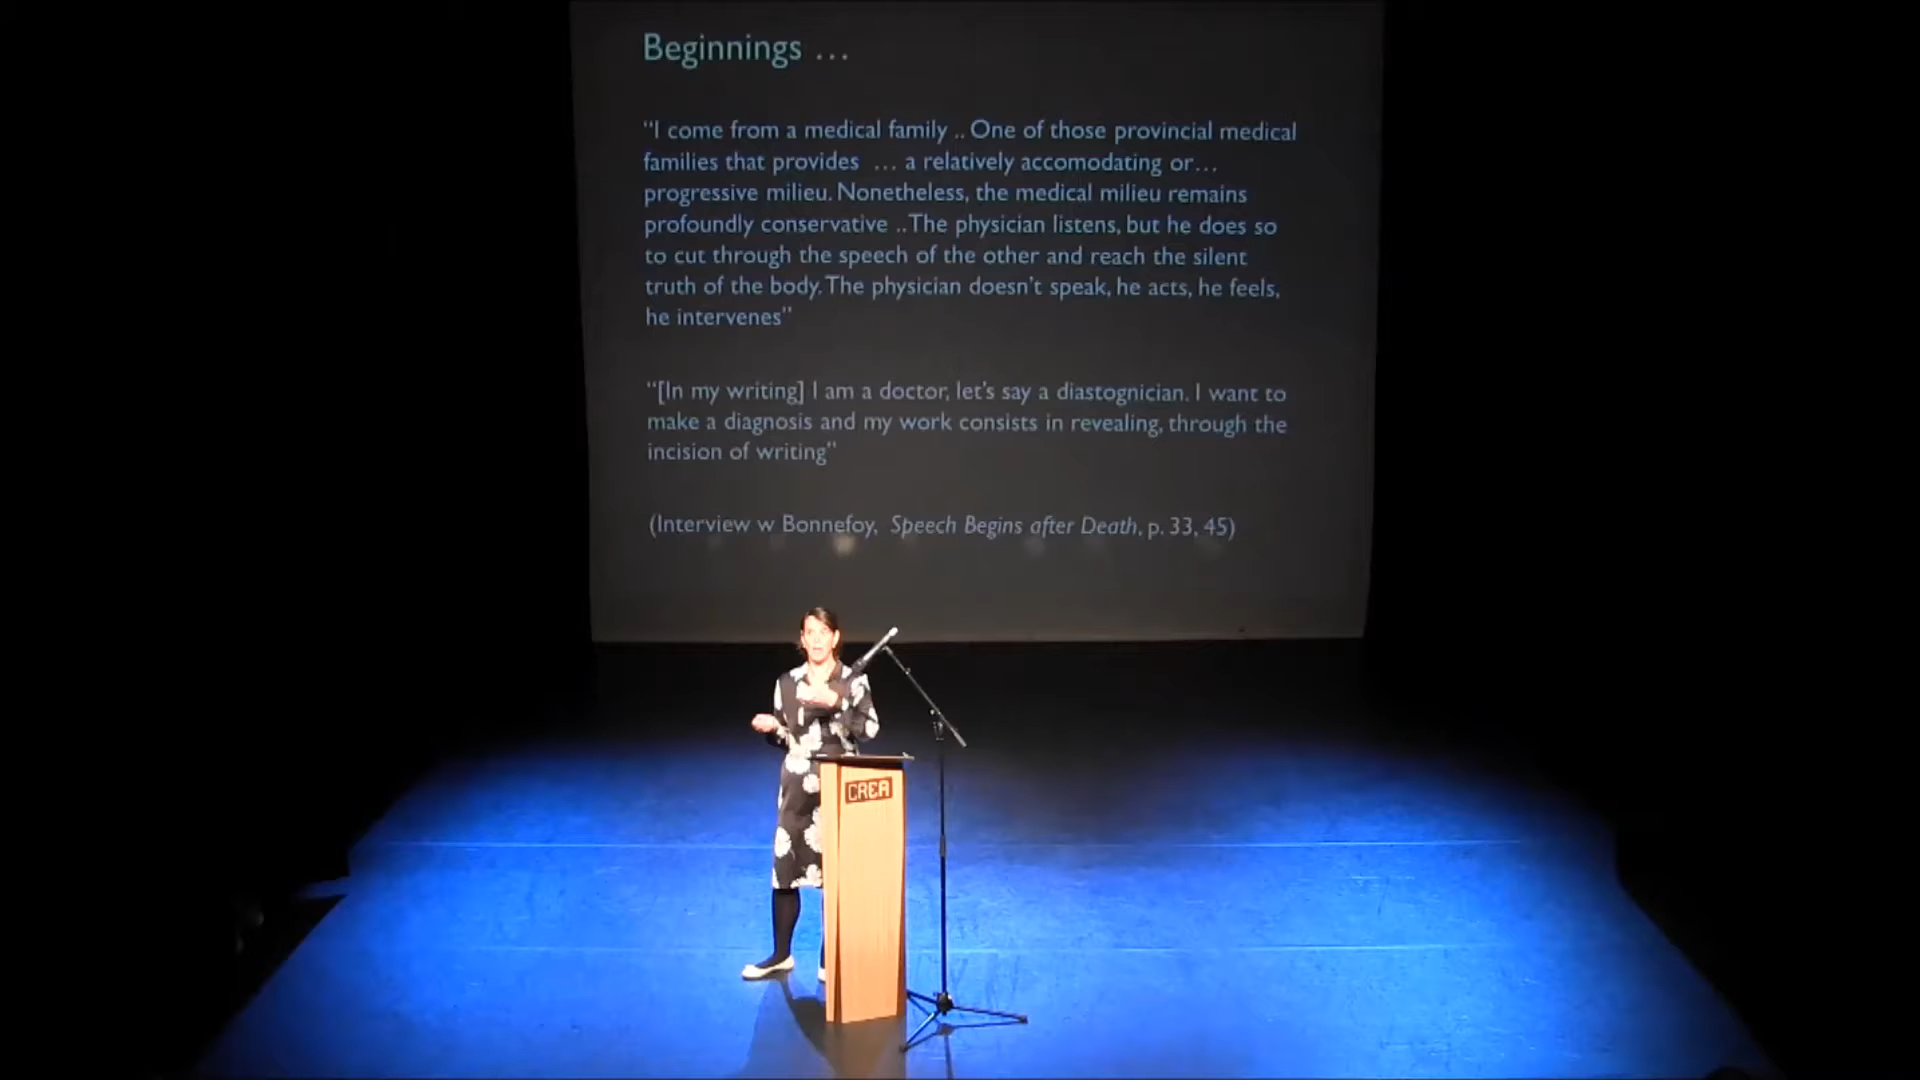 Beginnings …
“I come from a medical family .. One of those provincial medical
families that provides … a relatively accomodating or…
progressive milieu. Nonetheless, the medical milieu remains
profoundly conservative .. The physician listens, but he does so
to cut through the speech of the other and reach the silent
truth of the body. The physician doesn’t speak, he acts, he feels,
he intervenes”
“[In my writing] I am a doctor, let’s say a diastognician. I want to
make a diagnosis and my work consists in revealing, through the
incision of writing”
(Interview w Bonnefoy, Speech Begins after Death, p. 33, 45)
CREA